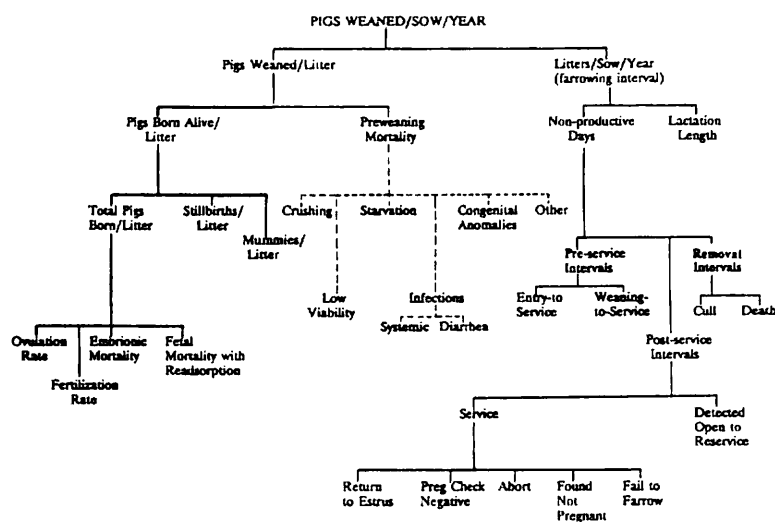 PIGS WEANED/SOW/YEAR
Pigs Weaned/Litter
Litters/Sow/Year
(farrowing interval)
Pigs Born Alive/
Litter
Preweaning
Mortality
Non-productive
Days
Lactation
Length
Total Pigs
Born/Litter
Stillbirths/
Litter
Mummies/
Litter
Crushing
Starvation
Congenital
Anomalies
Other
Low
Viability
Infections
Systemic
Diarrhea
Pre-service
Intervals
Removal
Intervals
Entry-to
Service
Weaning-
to-Service
Cull
Death
Post-service
Intervals
Ovulation
Rate
Fertilization
Rate
Embrionic
Mortality
Fetal
Mortality with
Readsorption
Service
Detected
Open to
Reservice
Return
to Estrus
Preg Check
Negative
Abort
Found
Not
Pregnant
Fail to
Farrow